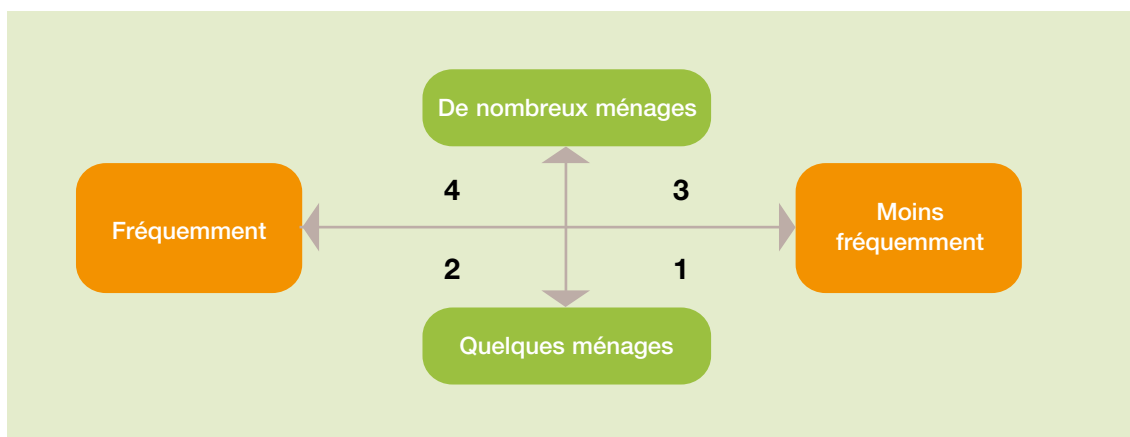 De nombreux ménages
4
3
Fréquemment
Moins
fréquemment
2
1
Quelques ménages